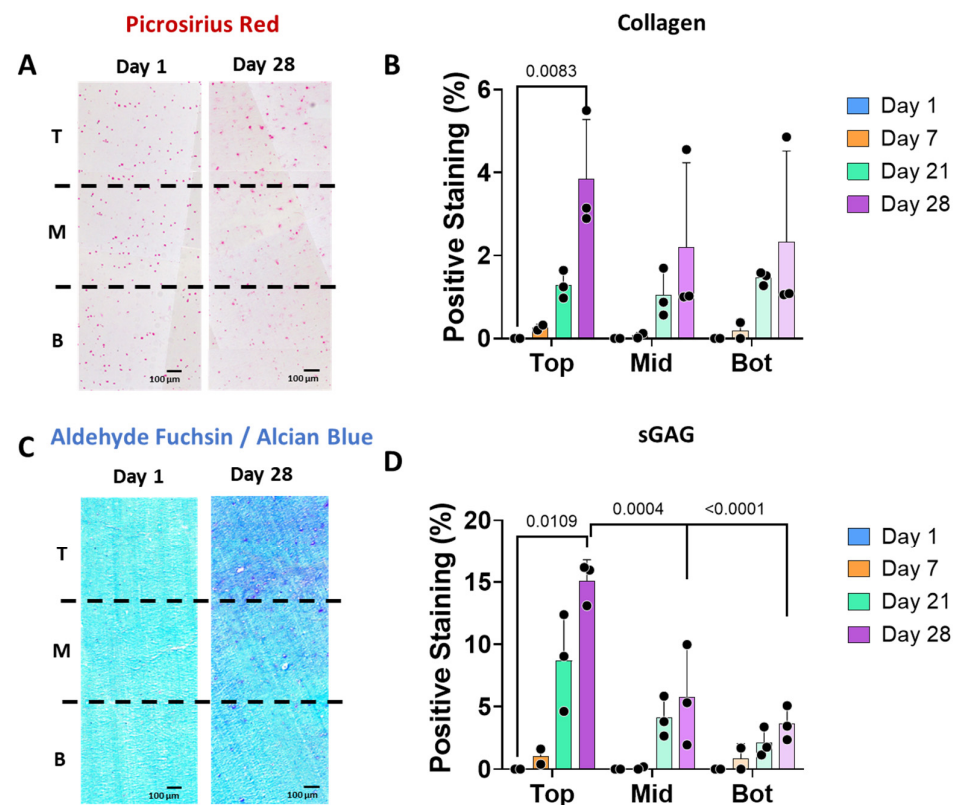 Picrosirius Red
A
Day 1
Day 28
T
M
B
100 µm
100 µm
Collagen
B
Positive Staining (%)
6
4
2
0
0.0083
Top
Mid
Bot
Day 1
Day 7
Day 21
Day 28
C
Aldehyde Fuchsin / Alcian Blue
Day 1
Day 28
T
M
B
100 µm
100 µm
sGAG
D
Positive Staining (%)
20
15
10
5
0
0.0109
0.0004
<0.0001
Top
Mid
Bot
Day 1
Day 7
Day 21
Day 28